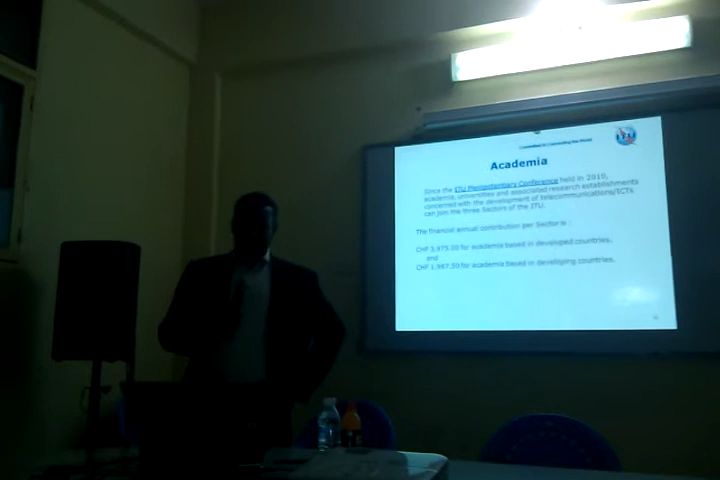 Committed to Connecting the World
ITU
Academia
Since the ITU Plenipotentiary Conference held in 2010,
academia, universities and associated research establishments
concerned with the development of telecommunications/ICTs
can join the three Sectors of the ITU.
The financial annual contribution per Sector is :
CHF 3,975.00 for academia based in developed countries.
and
CHF 1,987.50 for academia based in developing countries.